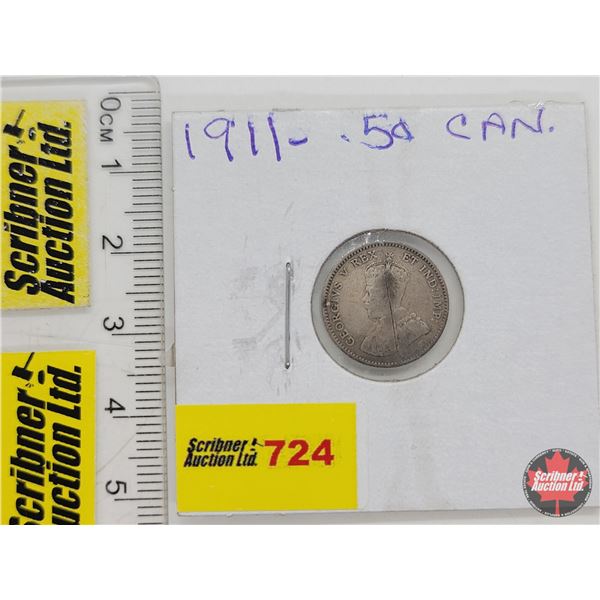 Scribner
Auction Ltd.
Scribner
Auction Ltd.
0CM 1 2 3 4 5
1911- .5¢ CAN.
GEORGIVS V REX ET IND: IMP:
Scribner
Auction Ltd. 724
Scribner
Auction Ltd.